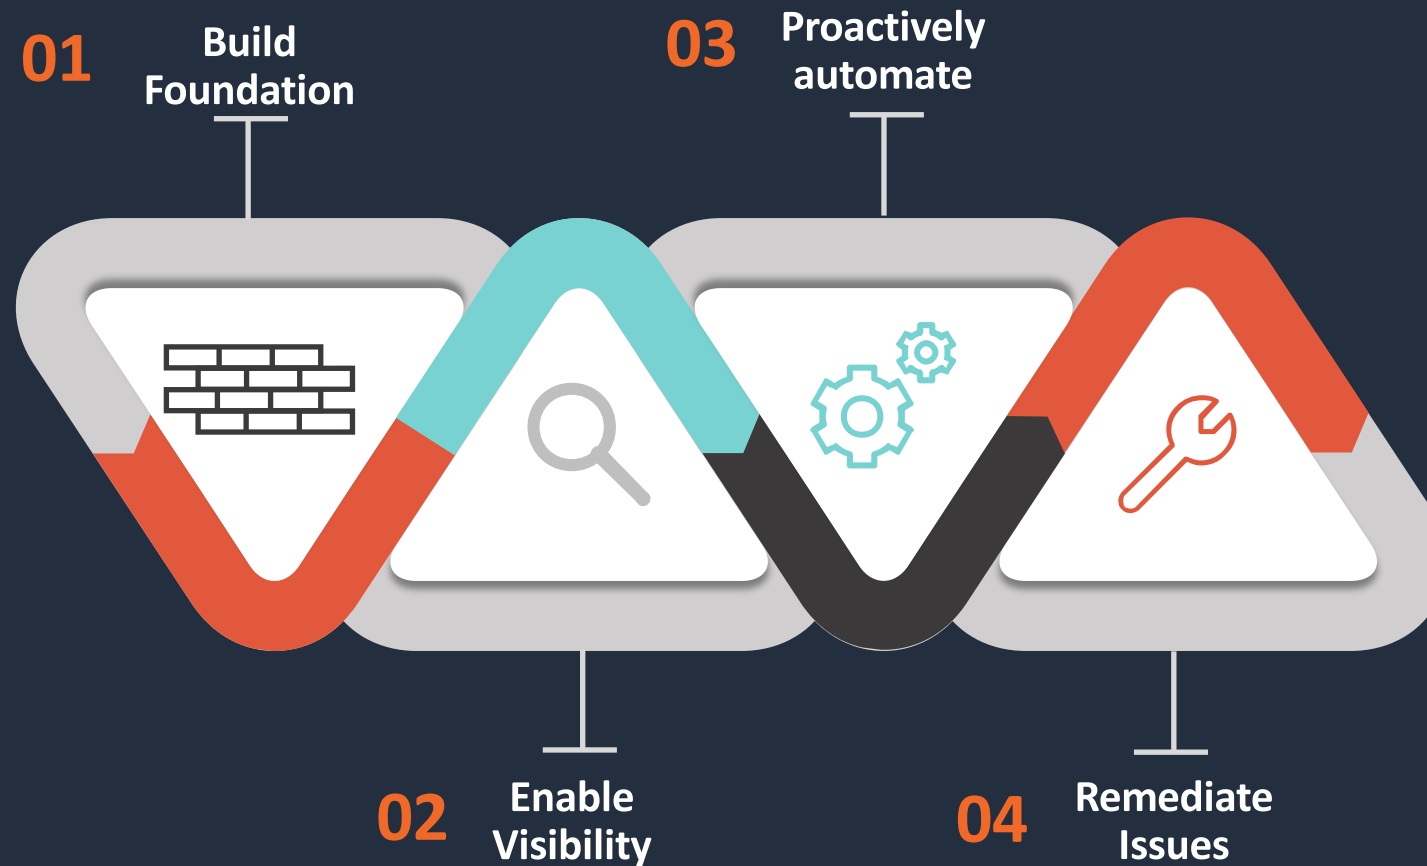 01
Build
Foundation
02
Enable
Visibility
03
Proactively
automate
04
Remediate
Issues